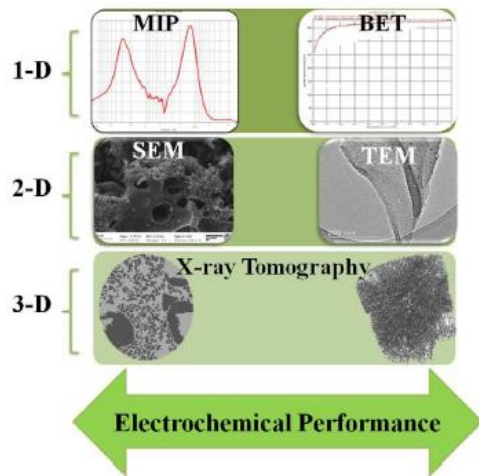 MIP
BET
1-D
SEM
TEM
2-D
X-ray Tomography
3-D
Electrochemical Performance